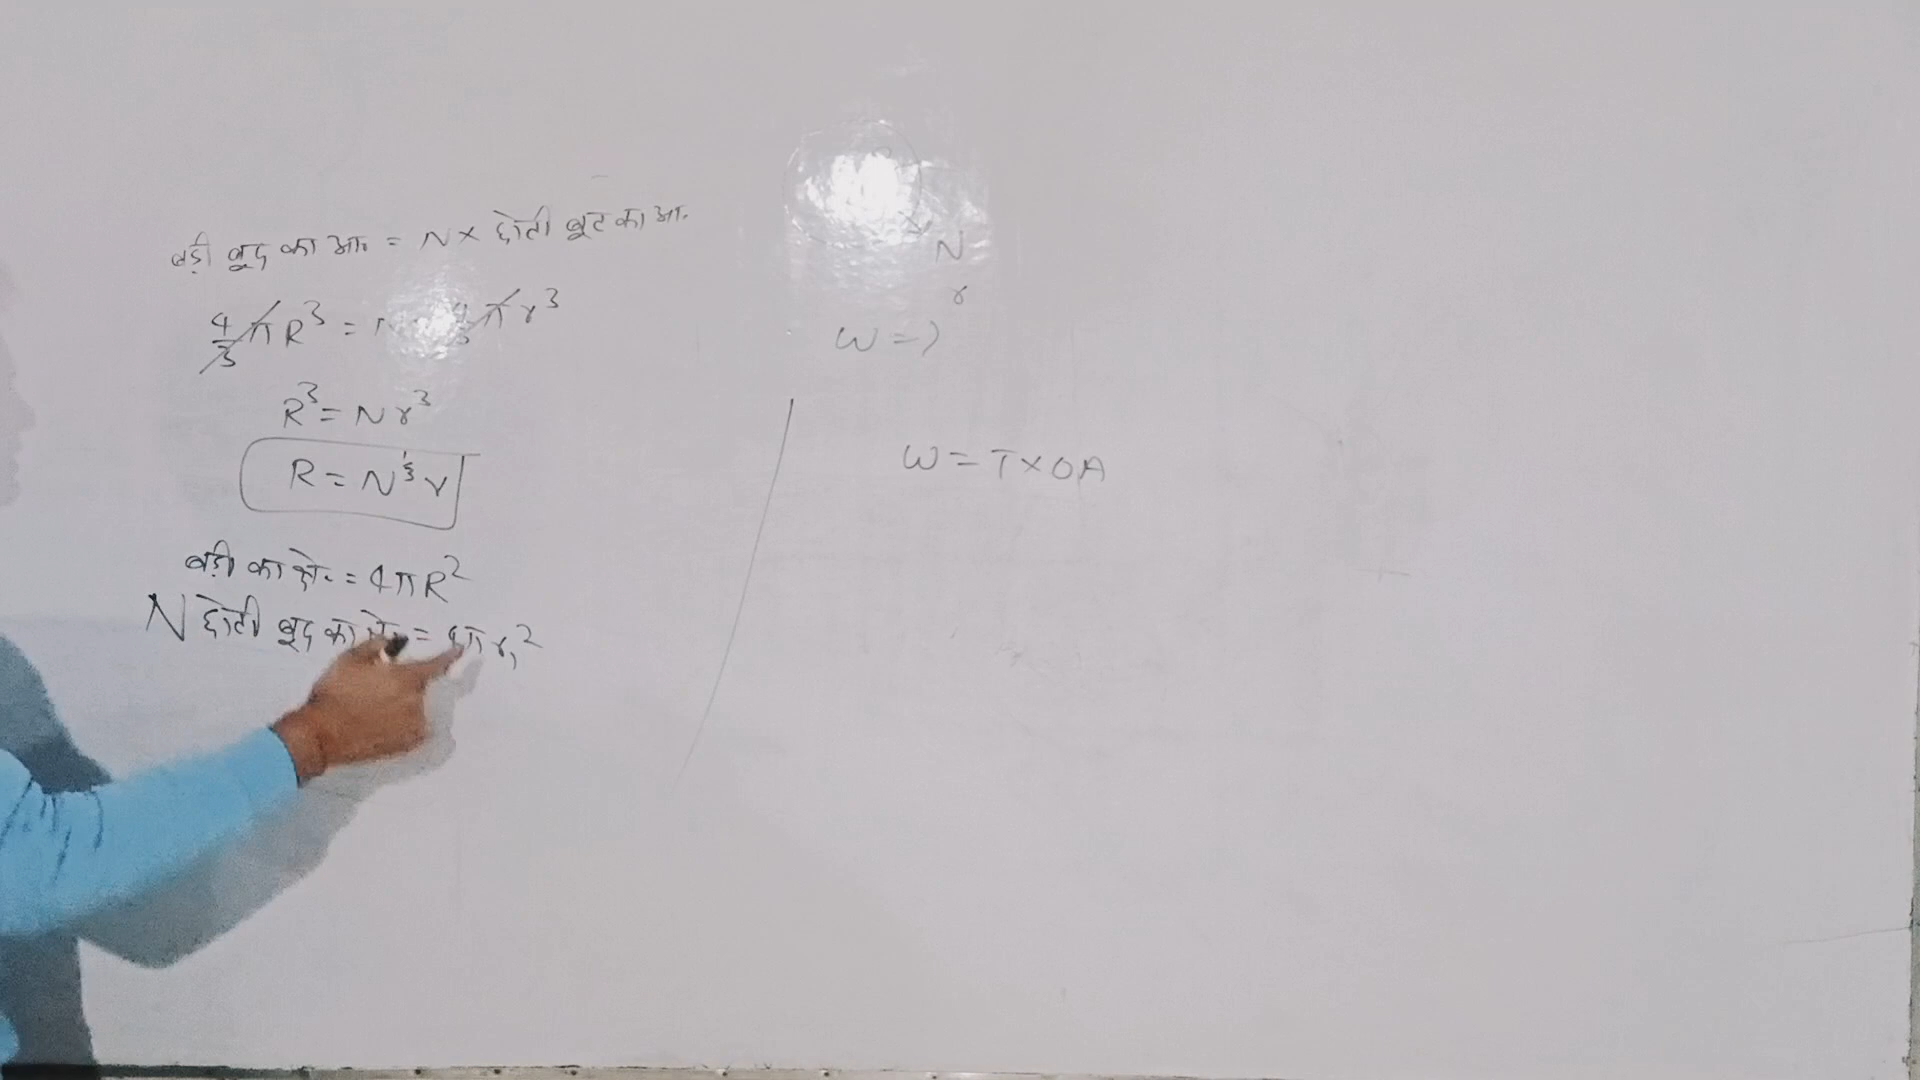 बड़ी बूद का आ. = N × छोटी बूट का आ.
4/3 π R³ = N 4/3 π r³
R³ = N r³
R = N^⅓ r
बड़ी का क्षे. = 4πR²
N छोटी बूद का = 4π r₁²
N
r
W = ?
W = T × ΔA